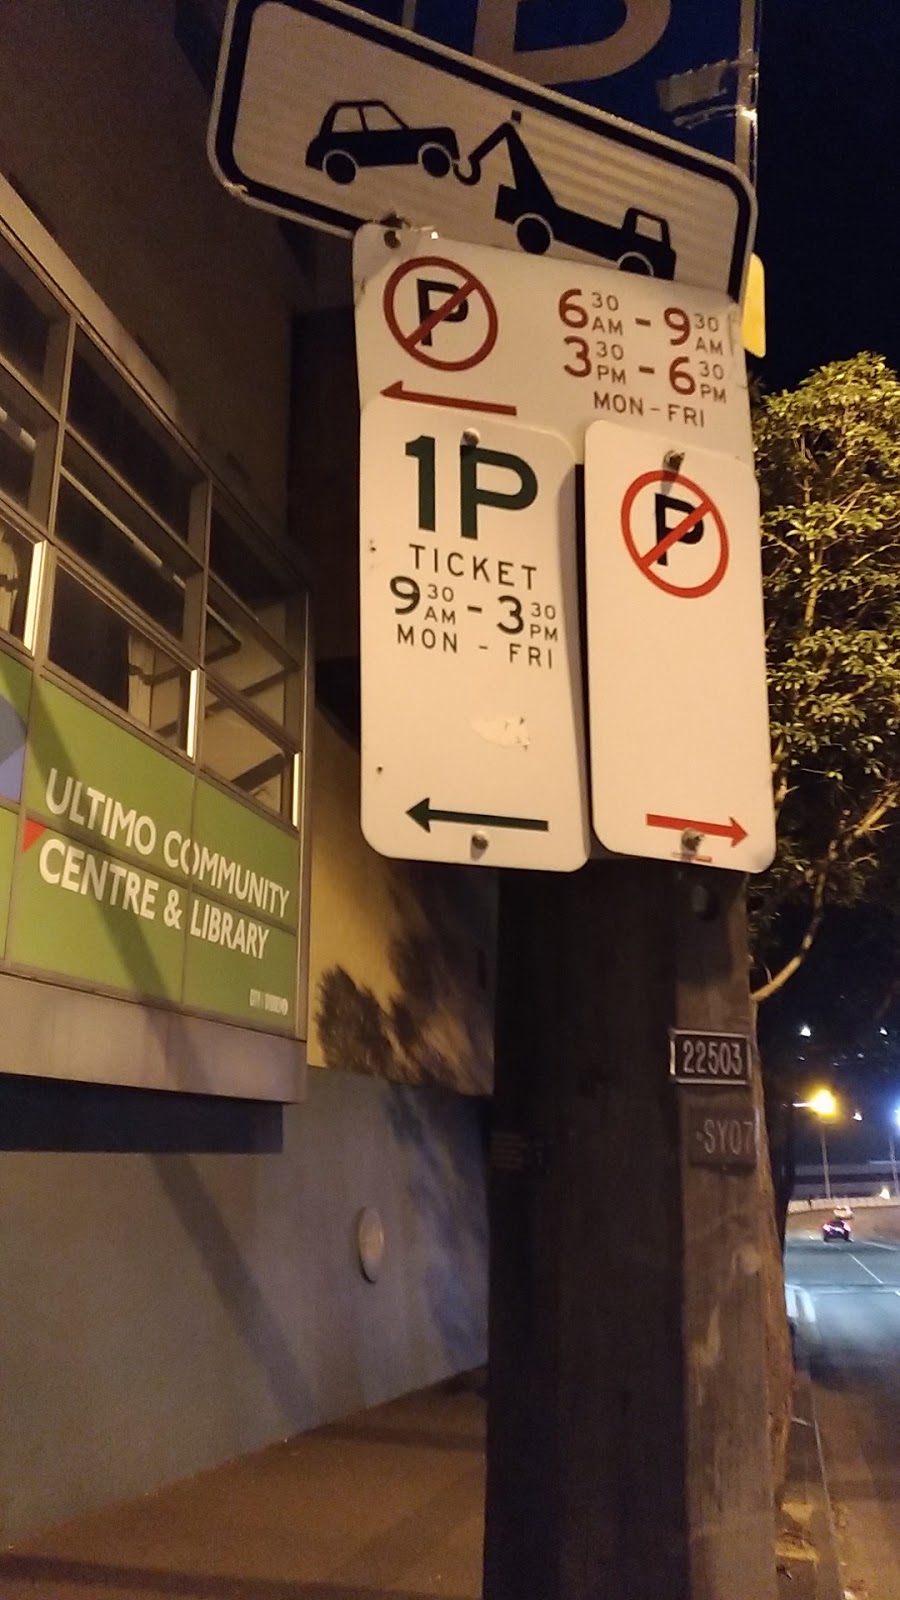 P
6 30 AM - 9 30 AM
3 30 PM - 6 30 PM
MON - FRI
1P
TICKET
9 30 AM - 3 30 PM
MON - FRI
P
ULTIMO COMMUNITY
CENTRE & LIBRARY
22503
-SY07